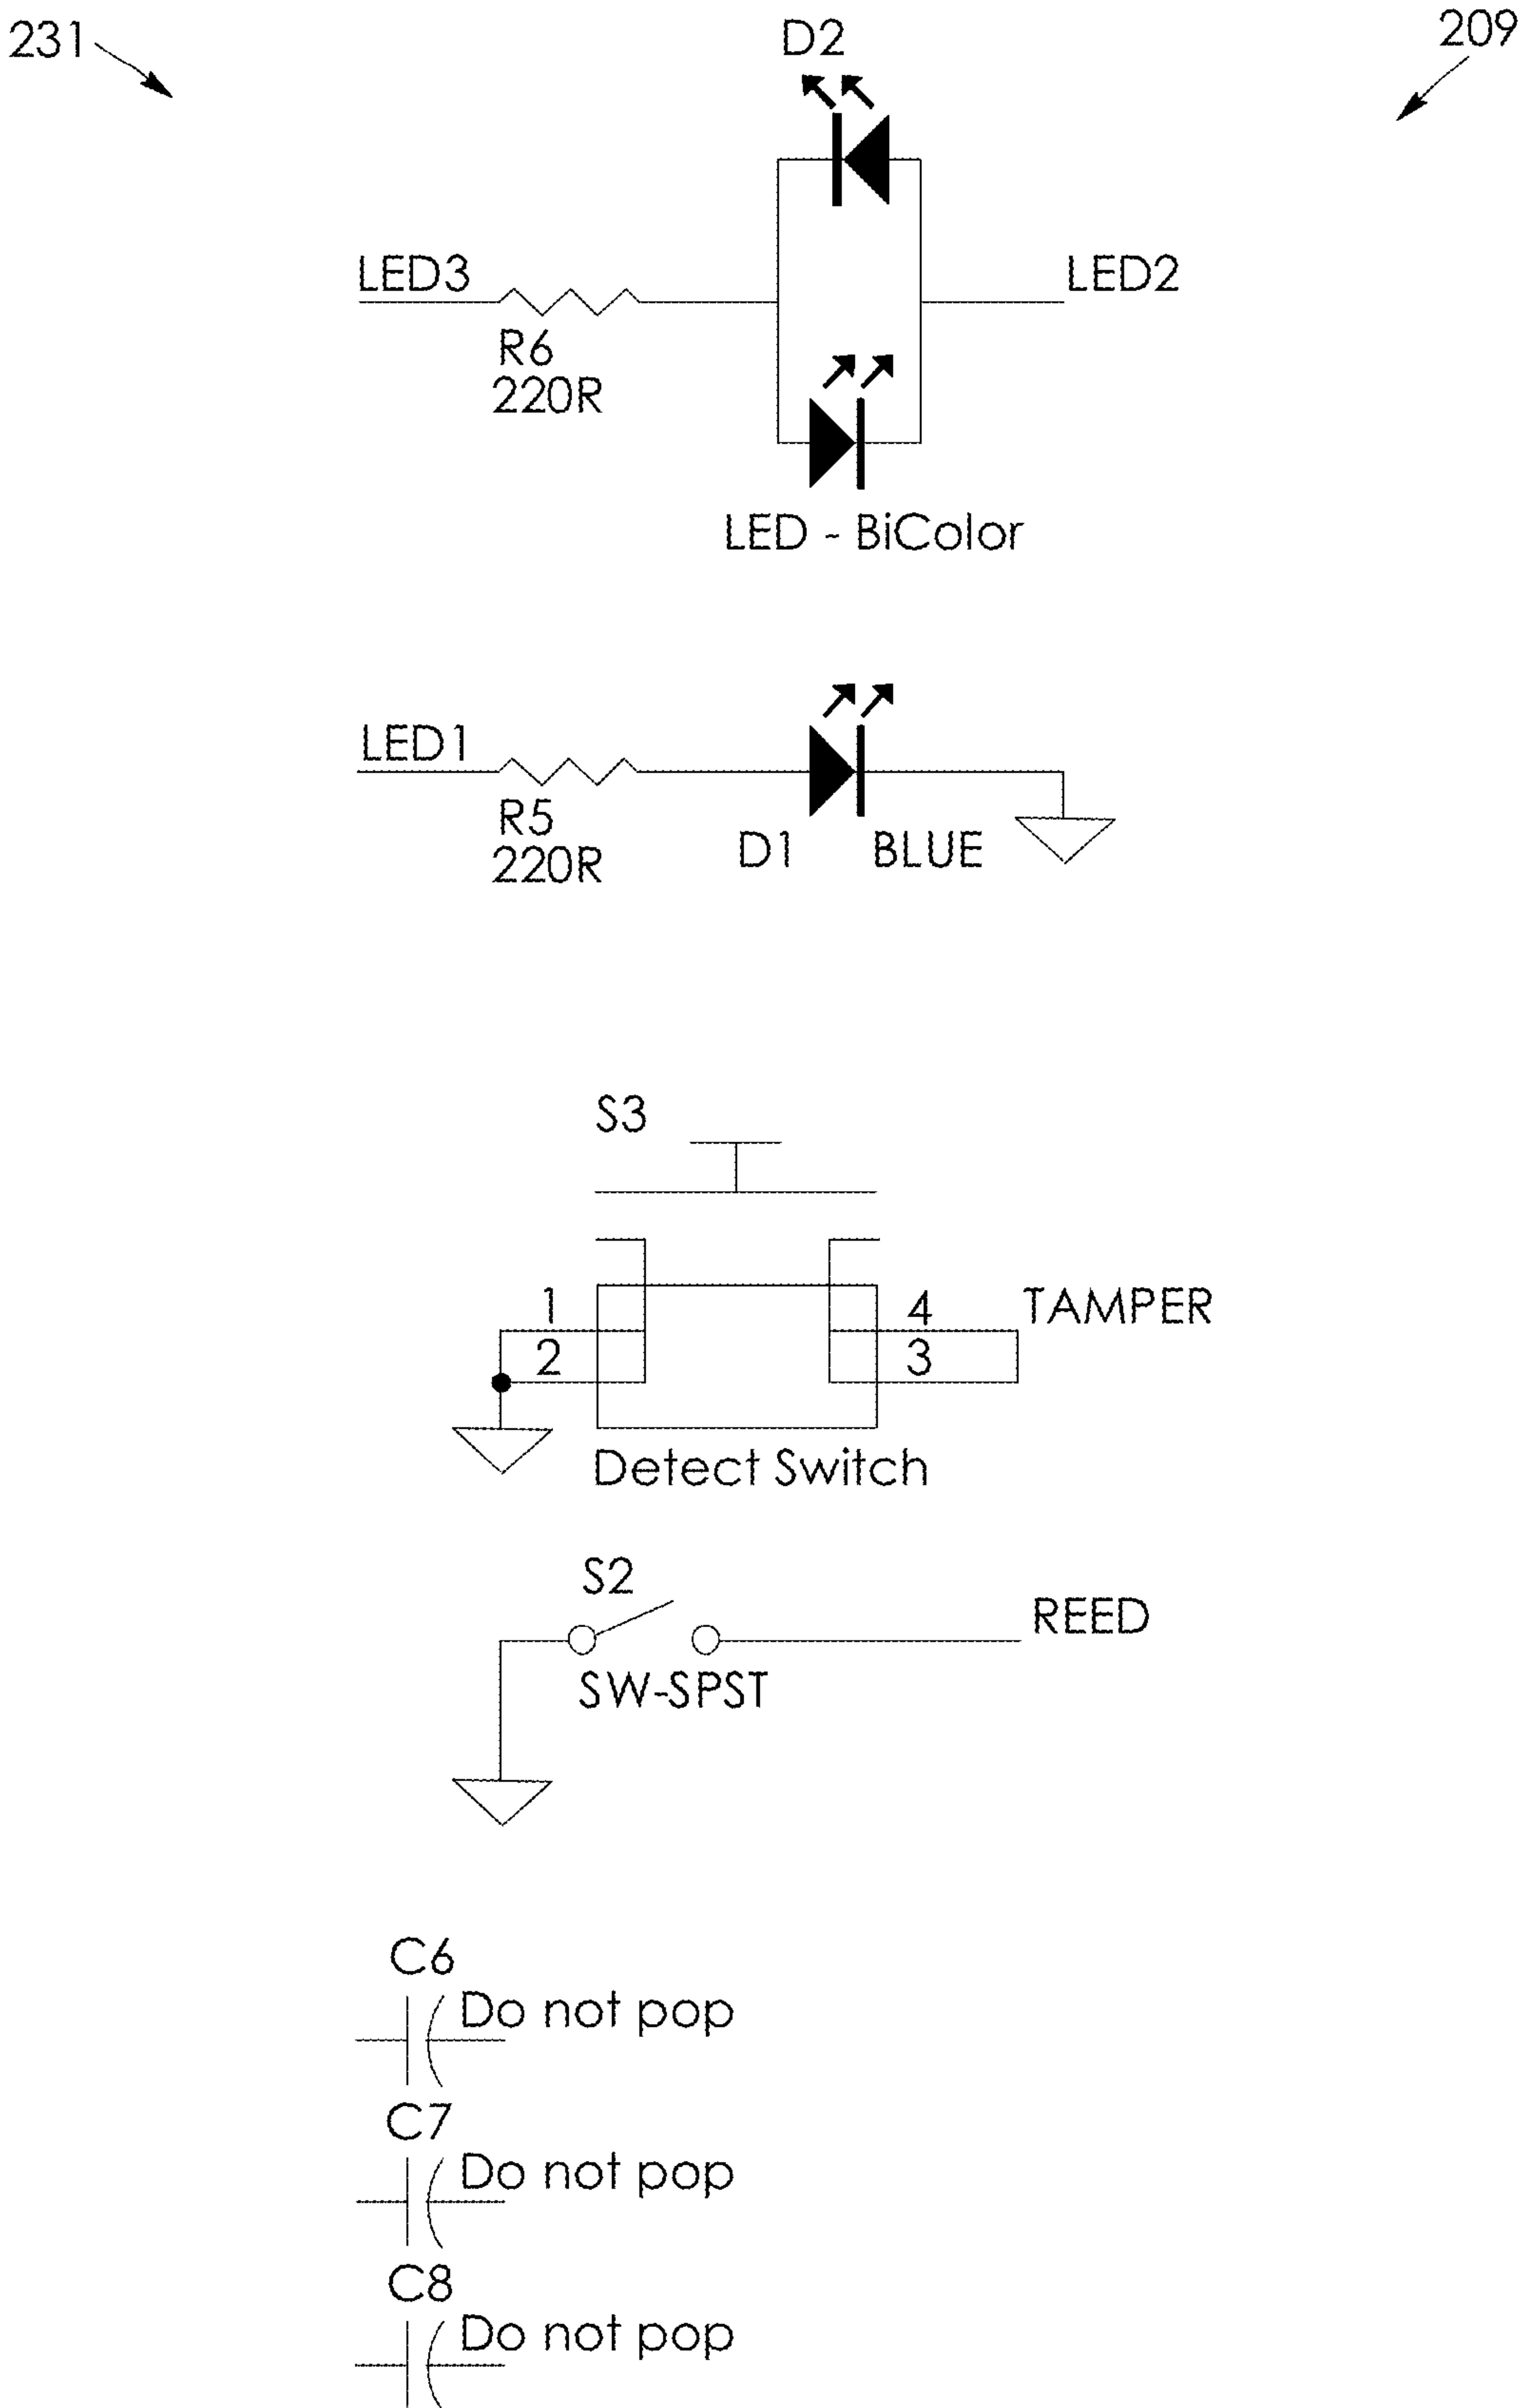 231
209
D2
LED3
LED2
R6
220R
LED - BiColor
LED1
R5
220R
D1
BLUE
S3
1
4
TAMPER
2
3
Detect Switch
S2
REED
SW-SPST
C6
Do not pop
C7
Do not pop
C8
Do not pop